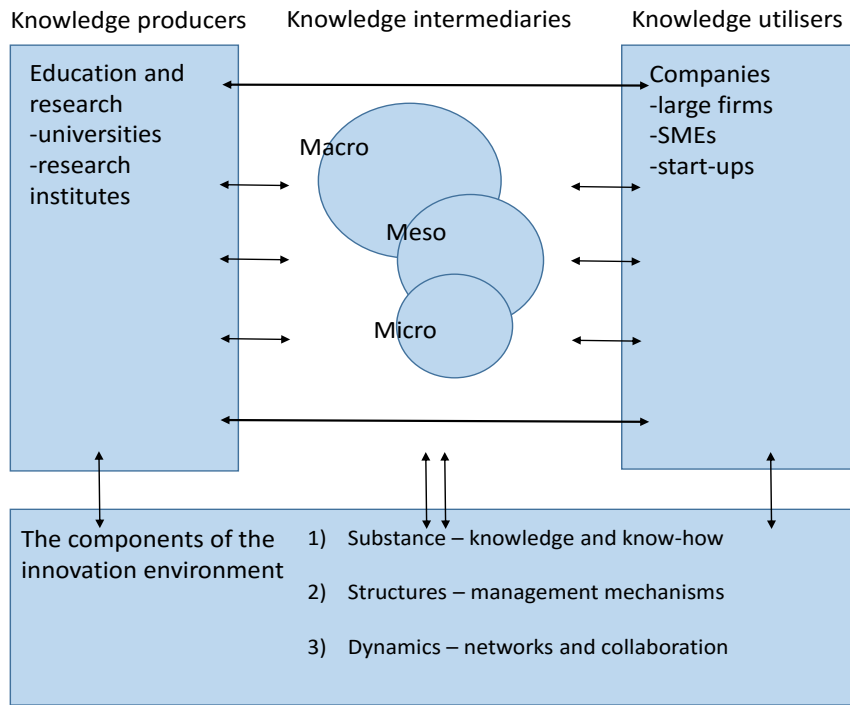 Knowledge producers
Knowledge intermediaries
Knowledge utilisers
Education and
research
-universities
-research
institutes
Macro
Meso
Micro
Companies
-large firms
-SMEs
-start-ups
The components of the
innovation environment
1) Substance – knowledge and know-how
2) Structures – management mechanisms
3) Dynamics – networks and collaboration